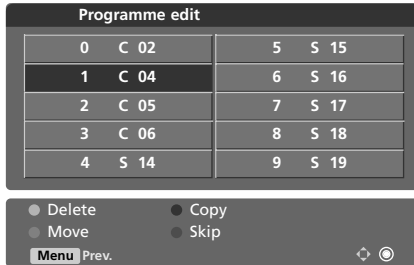 Programme edit
0 C 02 5 S 15
1 C 04 6 S 16
2 C 05 7 S 17
3 C 06 8 S 18
4 S 14 9 S 19
Delete Copy
Move Skip
Menu Prev.